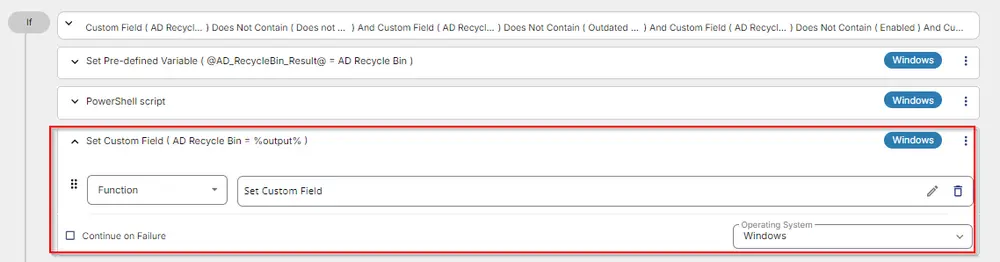 If
Custom Field ( AD Recycl... ) Does Not Contain ( Does not ... ) And Custom Field ( AD Recycl... ) Does Not Contain ( Outdated ... ) And Custom Field ( AD Recycl... ) Does Not Contain ( Enabled ) And Cu...
Set Pre-defined Variable ( @AD_RecycleBin_Result@ = AD Recycle Bin ) Windows
PowerShell script Windows
Set Custom Field ( AD Recycle Bin = %output% ) Windows
Function Set Custom Field
Continue on Failure
Operating System
Windows